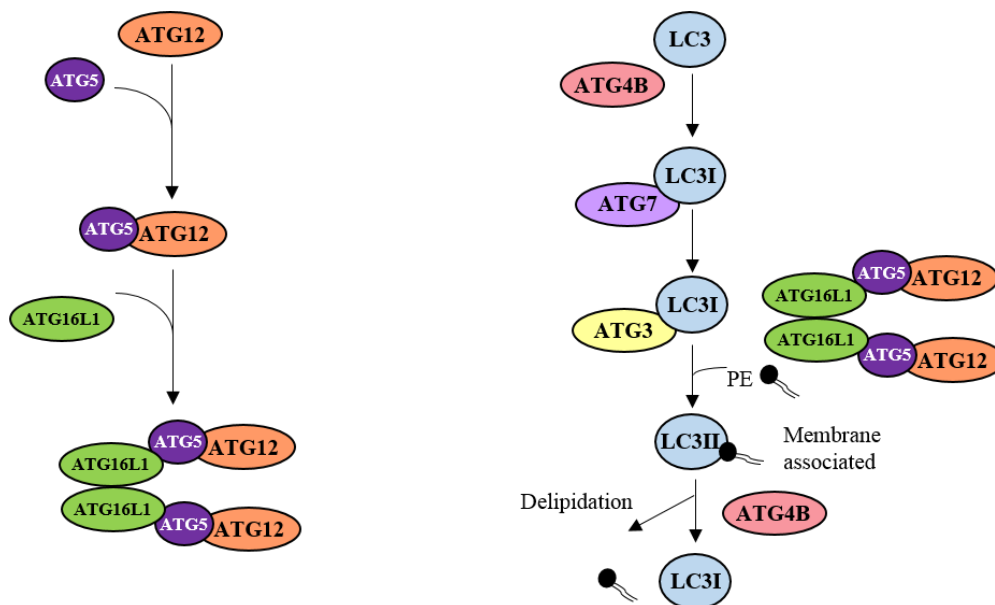 ATG12
ATG5
ATG5
ATG12
ATG16L1
ATG5
ATG12
ATG16L1
ATG16L1
ATG5
ATG12
LC3
ATG4B
LC3I
ATG7
LC3I
ATG3
ATG5
ATG12
ATG16L1
ATG16L1
ATG5
ATG12
PE
LC3II
Membrane
associated
Delipidation
ATG4B
LC3I